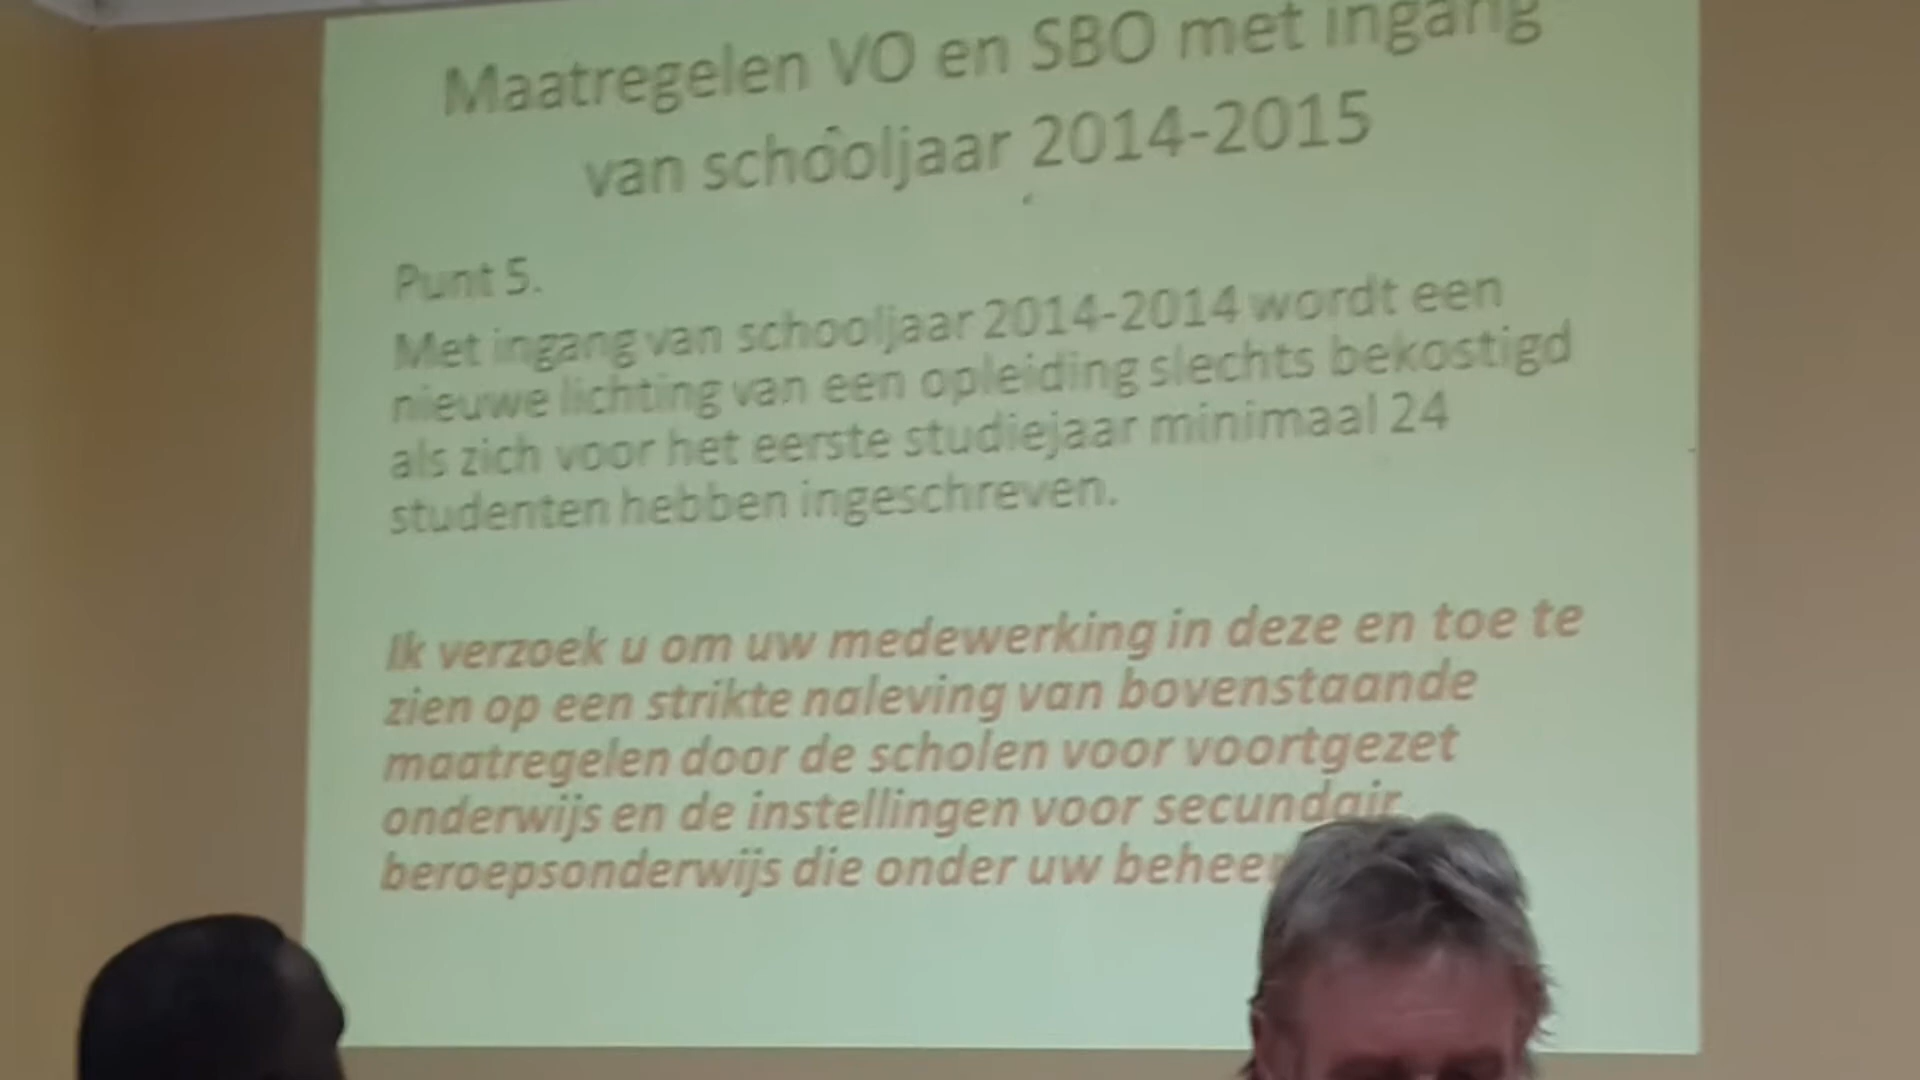 Maatregelen VO en SBO met ingang
van schooljaar 2014-2015
Punt 5.
Met ingang van schooljaar 2014-2014 wordt een
nieuwe lichting van een opleiding slechts bekostigd
als zich voor het eerste studiejaar minimaal 24
studenten hebben ingeschreven.
Ik verzoek u om uw medewerking in deze en toe te
zien op een strikte naleving van bovenstaande
maatregelen door de scholen voor voortgezet
onderwijs en de instellingen voor secundair
beroepsonderwijs die onder uw